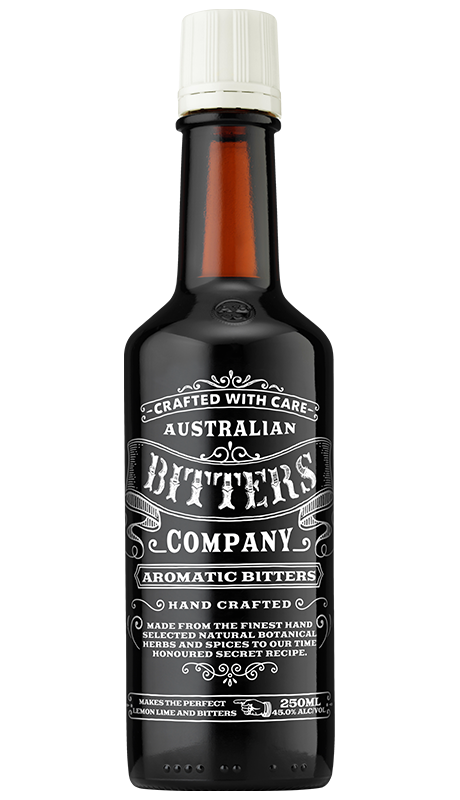 CRAFTED WITH CARE
AUSTRALIAN
BITTERS
COMPANY
AROMATIC BITTERS
HAND CRAFTED
MADE FROM THE FINEST HAND
SELECTED NATURAL BOTANICAL
HERBS AND SPICES TO OUR TIME
HONOURED SECRET RECIPE.
MAKES THE PERFECT
LEMON LIME AND BITTERS
250ML
45.0% ALC/VOL